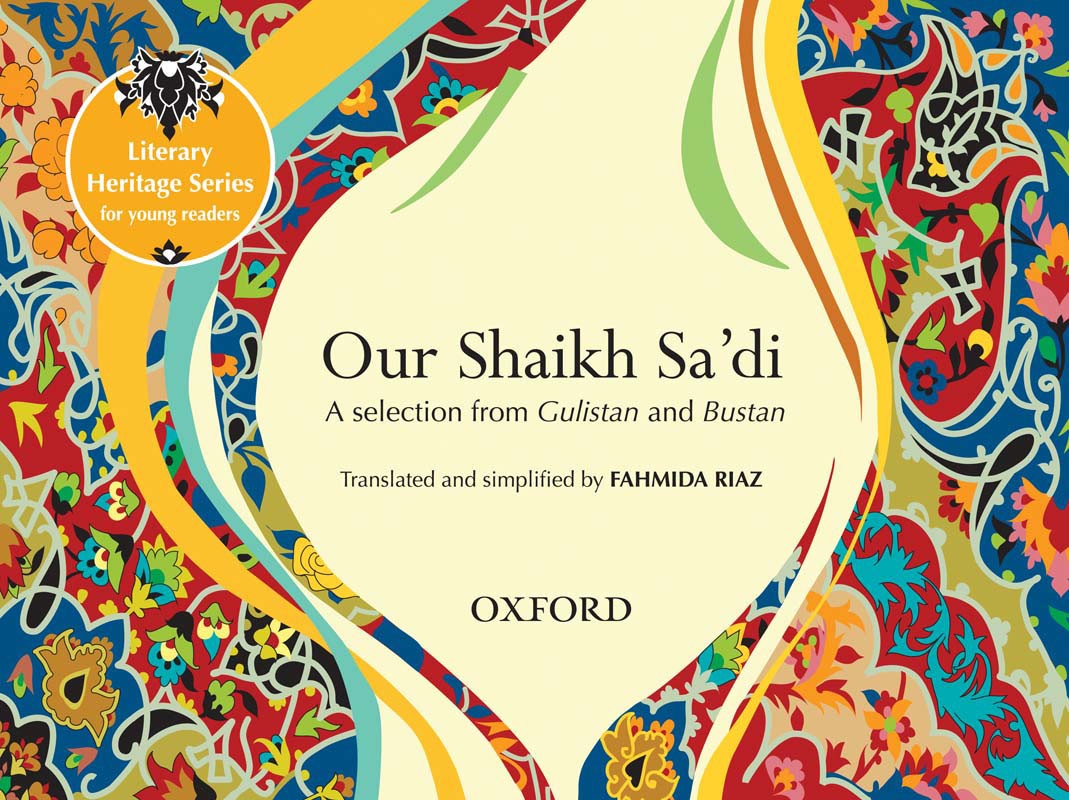 Literary
Heritage Series
for young readers
Our Shaikh Sa’di
A selection from Gulistan and Bustan
Translated and simplified by FAHMIDA RIAZ
OXFORD